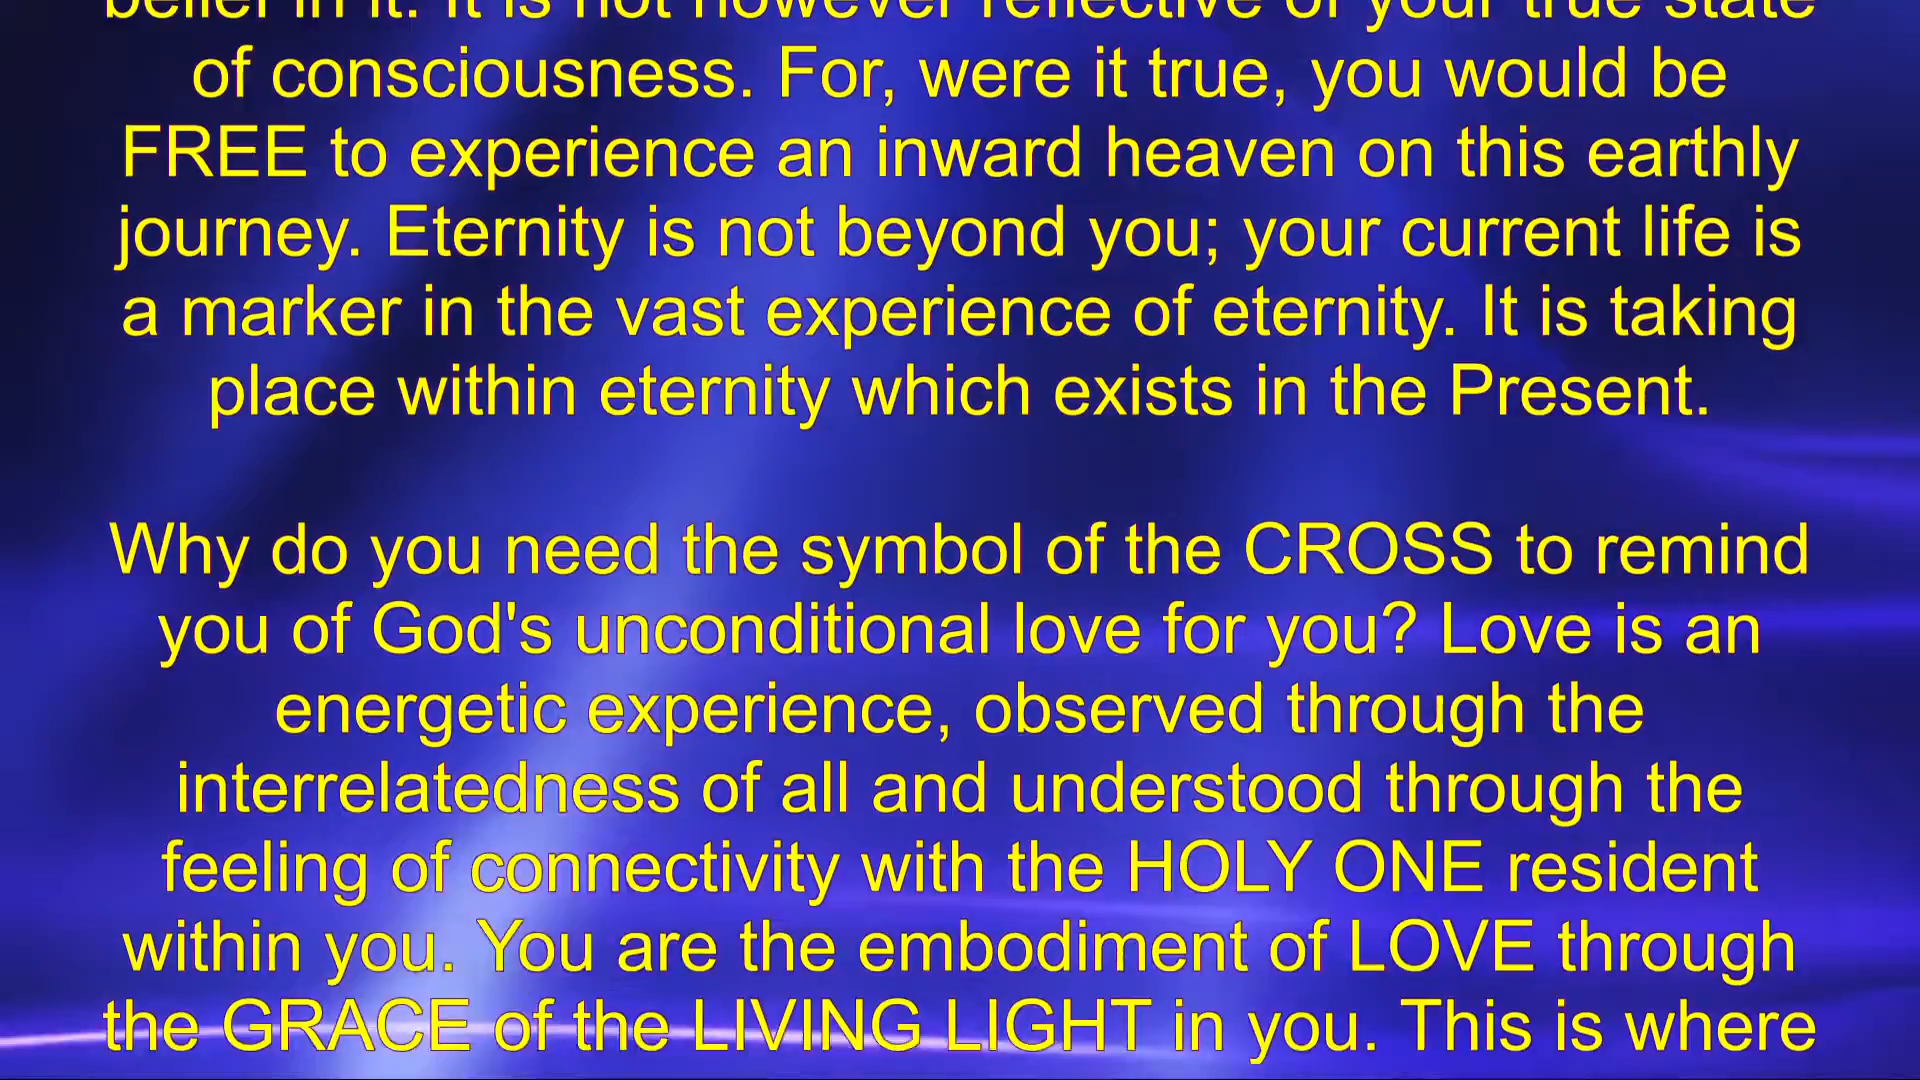 belief in it. It is not however reflective of your true state
of consciousness. For, were it true, you would be
FREE to experience an inward heaven on this earthly
journey. Eternity is not beyond you; your current life is
a marker in the vast experience of eternity. It is taking
place within eternity which exists in the Present.
Why do you need the symbol of the CROSS to remind
you of God's unconditional love for you? Love is an
energetic experience, observed through the
interrelatedness of all and understood through the
feeling of connectivity with the HOLY ONE resident
within you. You are the embodiment of LOVE through
the GRACE of the LIVING LIGHT in you. This is where